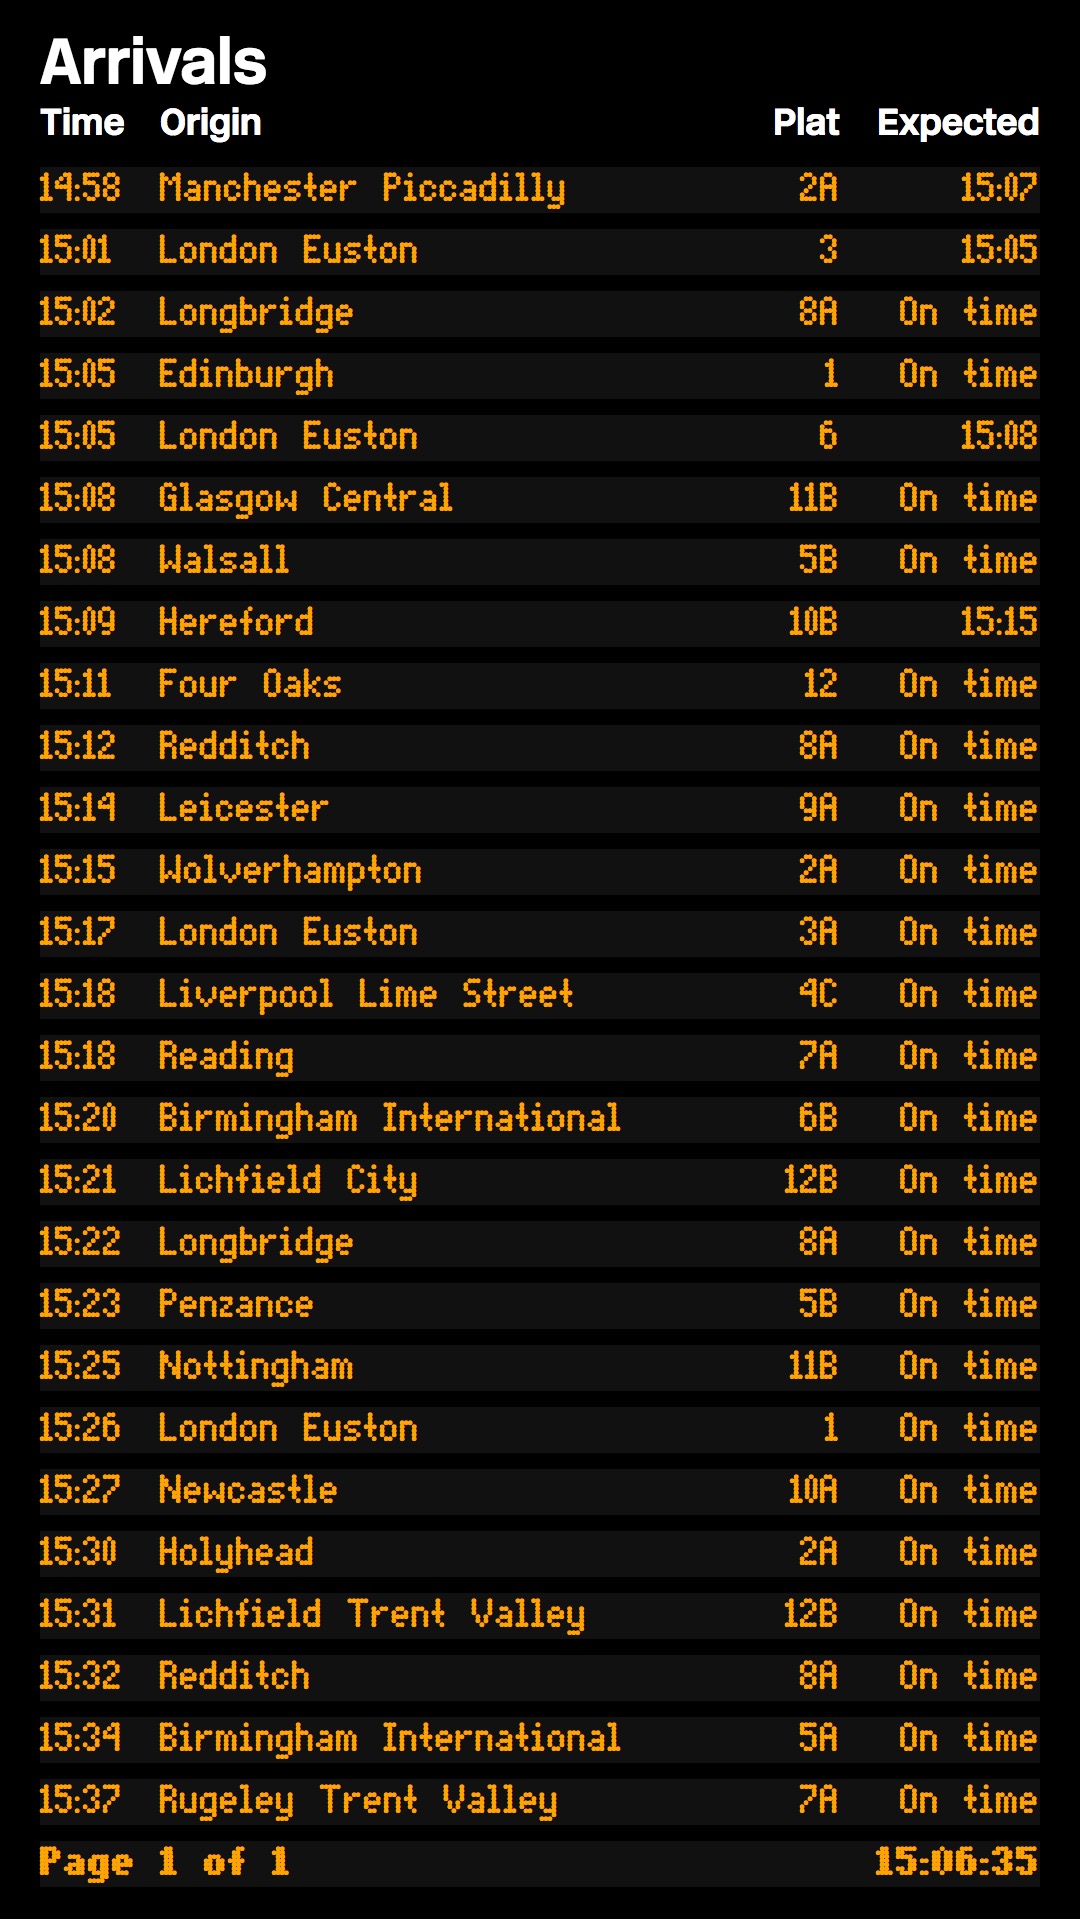 Arrivals
Time Origin Plat Expected
14:58 Manchester Piccadilly 2A 15:07
15:01 London Euston 3 15:05
15:02 Longbridge 8A On time
15:05 Edinburgh 1 On time
15:05 London Euston 6 15:08
15:08 Glasgow Central 11B On time
15:08 Walsall 5B On time
15:09 Hereford 10B 15:15
15:11 Four Oaks 12 On time
15:12 Redditch 8A On time
15:14 Leicester 9A On time
15:15 Wolverhampton 2A On time
15:17 London Euston 3A On time
15:18 Liverpool Lime Street 4C On time
15:18 Reading 7A On time
15:20 Birmingham International 6B On time
15:21 Lichfield City 12B On time
15:22 Longbridge 8A On time
15:23 Penzance 5B On time
15:25 Nottingham 11B On time
15:26 London Euston 1 On time
15:27 Newcastle 10A On time
15:30 Holyhead 2A On time
15:31 Lichfield Trent Valley 12B On time
15:32 Redditch 8A On time
15:34 Birmingham International 5A On time
15:37 Rugeley Trent Valley 7A On time
Page 1 of 1 15:06:35